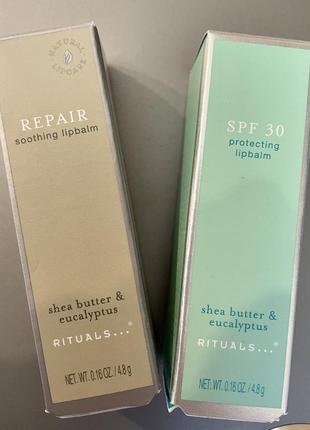 NATURAL
LIPCARE
REPAIR
soothing lipbalm
shea butter &
eucalyptus
RITUALS...®
NET. WT. 0.16 OZ. / 4.8 g
SPF 30
protecting
lipbalm
shea butter &
eucalyptus
RITUALS...®
NET. WT. 0.16 OZ. / 4.8 g